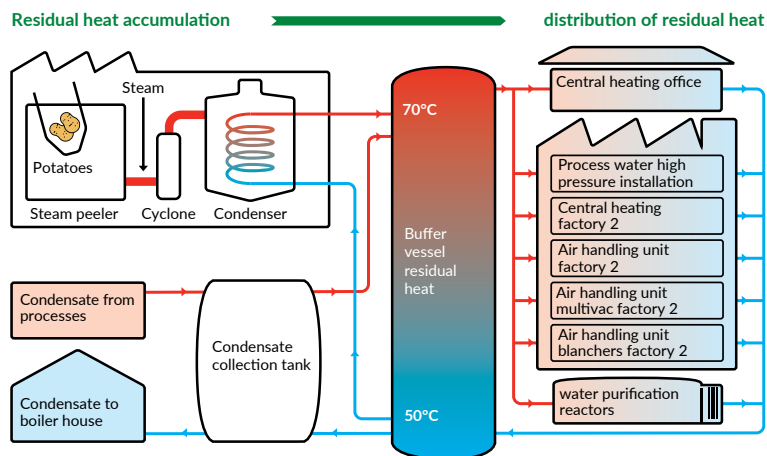 Residual heat accumulation
distribution of residual heat
Steam
Potatoes
Steam peeler
Cyclone
Condenser
Condensate from
processes
Condensate
collection tank
Condensate to
boiler house
70°C
Buffer
vessel
residual
heat
50°C
Central heating office
Process water high
pressure installation
Central heating
factory 2
Air handling unit
factory 2
Air handling unit
multivac factory 2
Air handling unit
blanchers factory 2
water purification
reactors